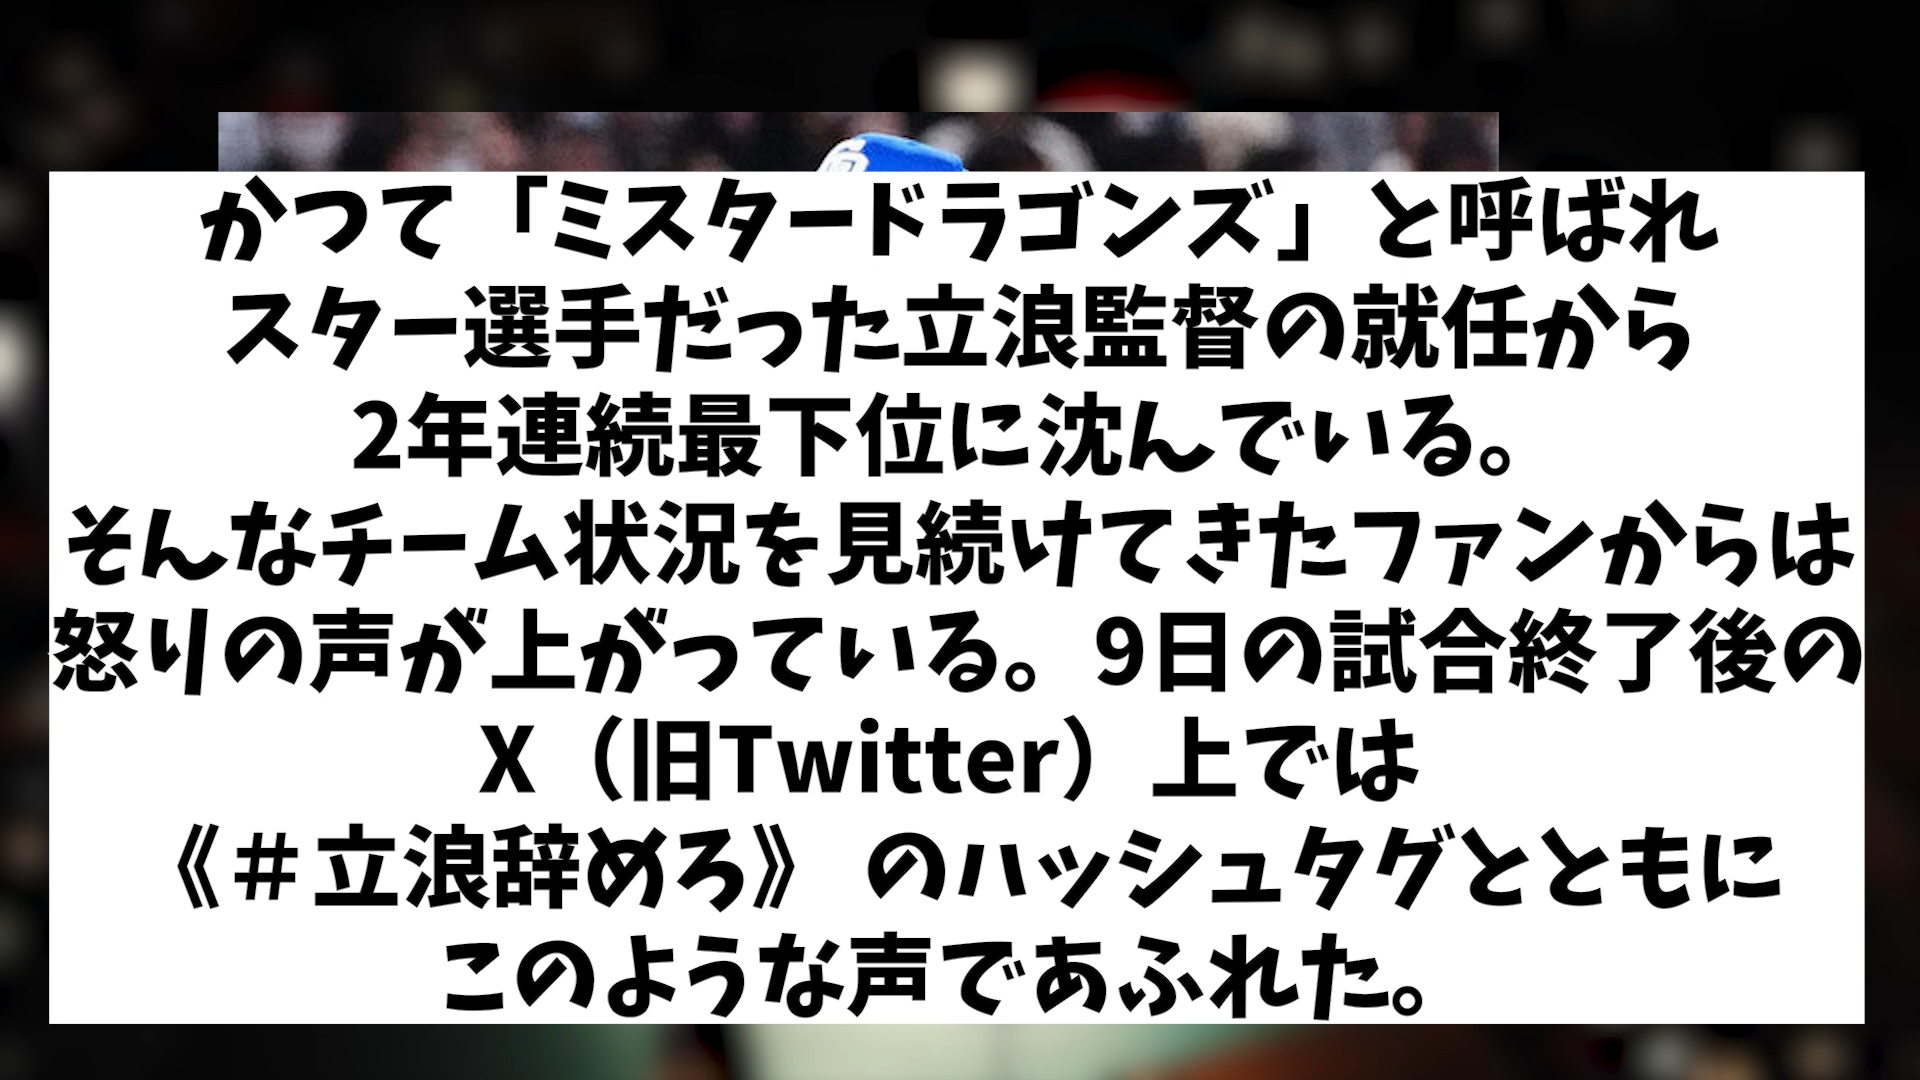 かつて「ミスタードラゴンズ」と呼ばれ
スター選手だった立浪監督の就任から
2年連続最下位に沈んでいる。
そんなチーム状況を見続けてきたファンからは
怒りの声が上がっている。9日の試合終了後の
X（旧Twitter）上では
《＃立浪辞めろ》 のハッシュタグとともに
このような声であふれた。